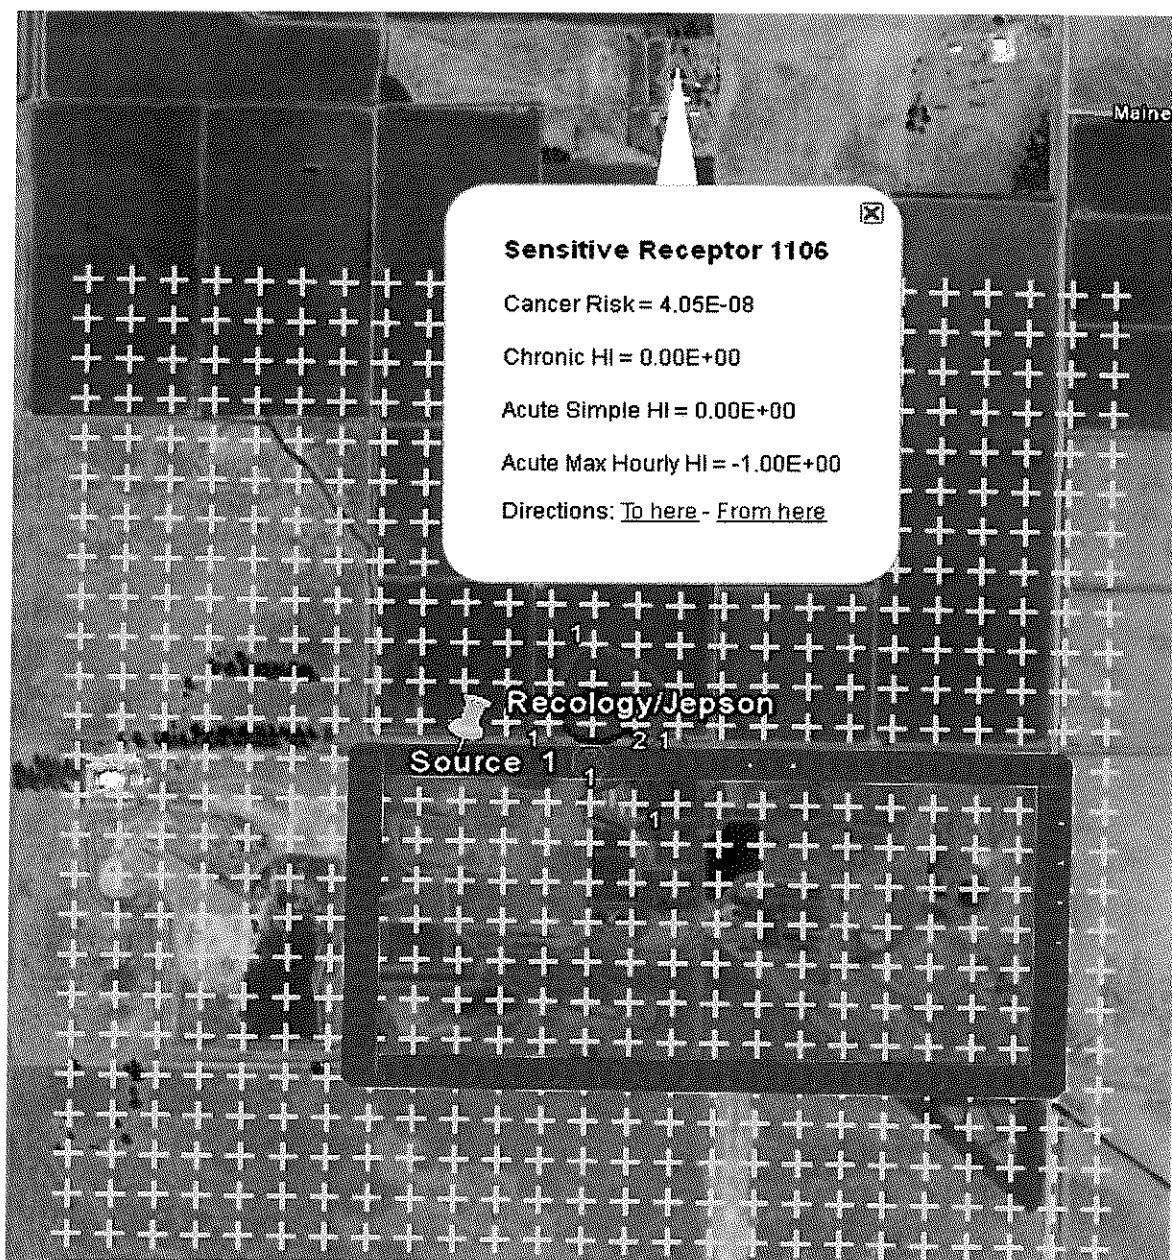 Maine
Sensitive Receptor 1106
Cancer Risk = 4.05E-08
Chronic HI = 0.00E+00
Acute Simple HI = 0.00E+00
Acute Max Hourly HI = -1.00E+00
Directions: To here - From here
1
Recology/Jepson
1
2 1
Source 1
1
1